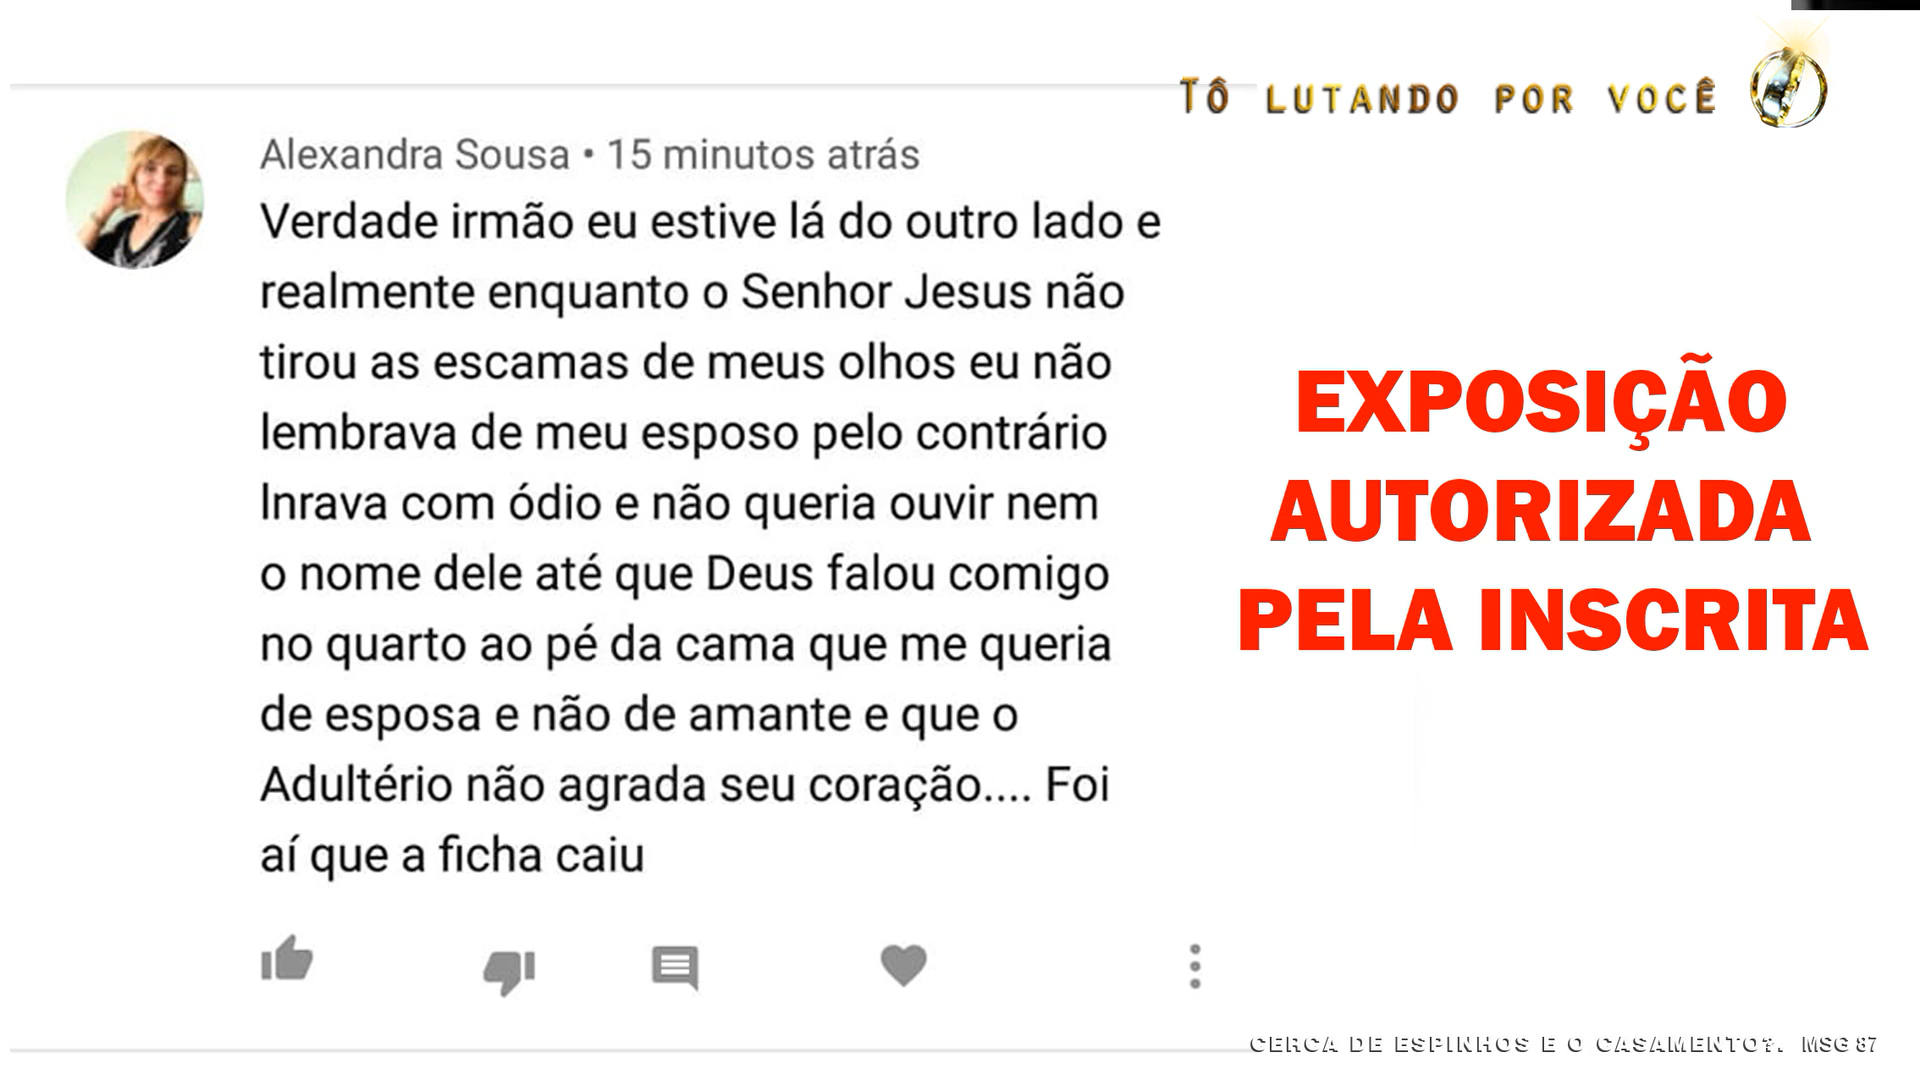 TÔ LUTANDO POR VOCÊ
Alexandra Sousa • 15 minutos atrás
Verdade irmão eu estive lá do outro lado e
realmente enquanto o Senhor Jesus não
tirou as escamas de meus olhos eu não
lembrava de meu esposo pelo contrário
lnrava com ódio e não queria ouvir nem
o nome dele até que Deus falou comigo
no quarto ao pé da cama que me queria
de esposa e não de amante e que o
Adultério não agrada seu coração.... Foi
aí que a ficha caiu
EXPOSIÇÃO
AUTORIZADA
PELA INSCRITA
CERCA DE ESPINHOS E O CASAMENTO?. MSG 87